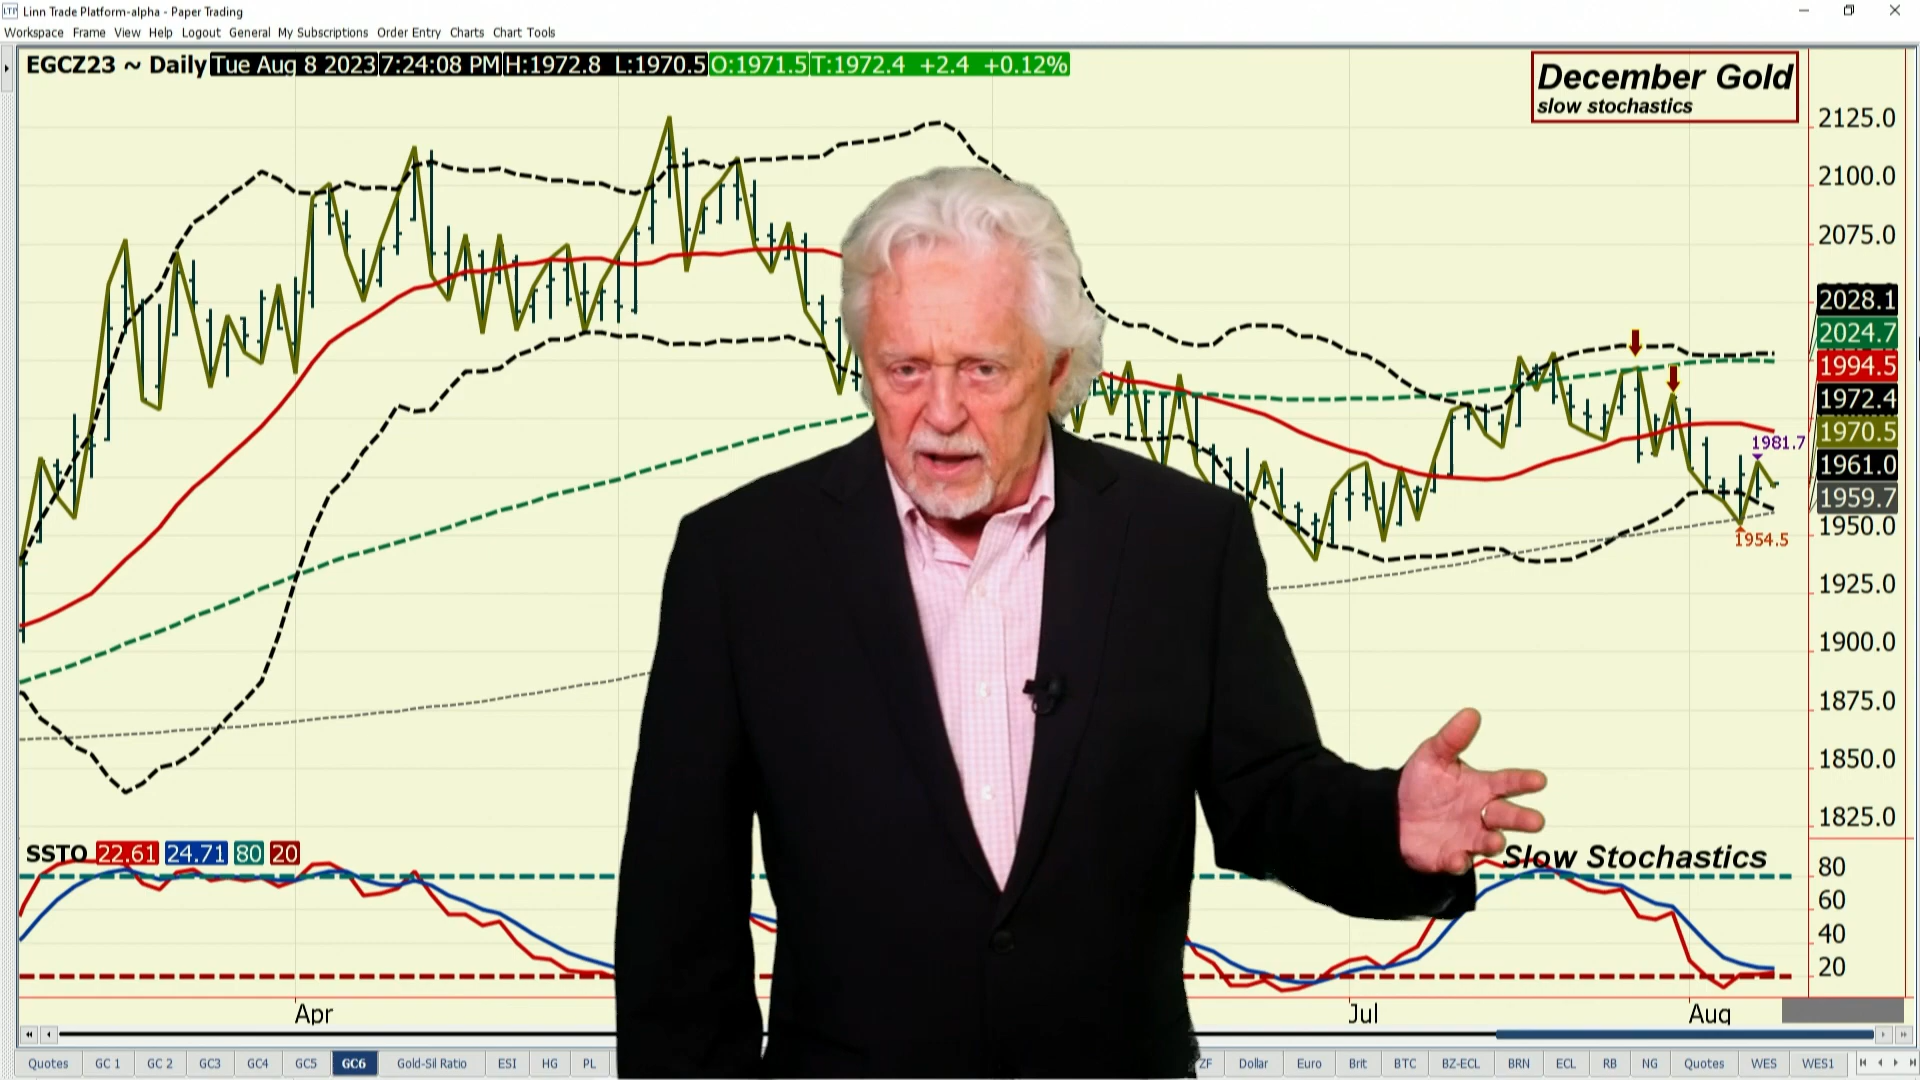 Linn Trade Platform-alpha - Paper Trading
Workspace Frame View Help Logout General My Subscriptions Order Entry Charts Chart Tools
EGCZ23 ~ Daily Tue Aug 8 2023 7:24:08 PM H:1972.8 L:1970.5 O:1971.5 T:1972.4 +2.4 +0.12%
December Gold
slow stochastics
2125.0
2100.0
2075.0
2028.1
2024.7
1994.5
1972.4
1970.5
1961.0
1959.7
1950.0
1925.0
1900.0
1875.0
1850.0
1825.0
1981.7
1954.5
SSTO 22.61 24.71 80 20
Slow Stochastics
80
60
40
20
Apr Jul Aug
Quotes GC 1 GC 2 GC3 GC4 GC5 GC6 Gold-Sil Ratio ESI HG PL ZF Dollar Euro Brit BTC BZ-ECL BRN ECL RB NG Quotes WES WES1